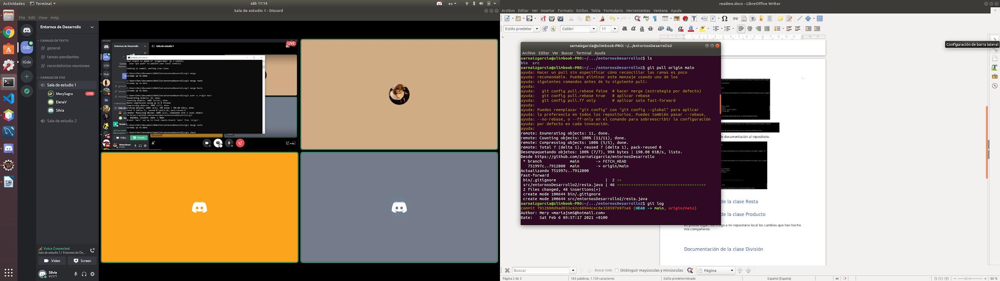 Actividades
Terminal
sáb 11:14
es
Sala de estudio 1 - Discord
File Edit View Help
Entornos de Desarrollo
CANALES DE TEXTO
# general
# tareas-pendientes
# recordatorios-reuniones
CANALES DE VOZ
Sala de estudio 1
MerySagra LIVE
ElenaV
Silvia
Sala de estudio 2
EdD
IGde
Voice Connected
Sala de estudio 1 / Entornos de De...
Video
Screen
Silvia
#2371
LIVE
Entornos de Desarrollo
Sala de estudio 1
Símbolo del sistema
Your branch is ahead of 'origin/main' by 2 commits.
(use "git push" to publish your local commits)
nothing to commit, working tree clean
C:\Users\Mery\Documents\DAW\Clon\entornosDesarrollo>git merge
Already up to date.
C:\Users\Mery\Documents\DAW\Clon\entornosDesarrollo>git merge resta
Already up to date.
C:\Users\Mery\Documents\DAW\Clon\entornosDesarrollo>git merge Resta
Already up to date.
C:\Users\Mery\Documents\DAW\Clon\entornosDesarrollo>git push -u origin main
Enumerating objects: 14, done.
Counting objects: 100% (14/14), done.
Delta compression using up to 8 threads
Compressing objects: 100% (4/4), done.
Writing objects: 100% (6/6), 709 bytes | 709.00 KiB/s, done.
Total 6 (delta 1), reused 0 (delta 0), pack-reused 0
remote: Resolving deltas: 100% (1/1), completed with 1 local object.
To https://github.com/sarnaizgarcia/entornosDesarrollo.git
main -> main
Branch 'main' set up to track remote branch 'main' from 'origin'.
C:\Users\Mery\Documents\DAW\Clon\entornosDesarrollo>git merge resta
Already up to date.
C:\Users\Mery\Documents\DAW\Clon\entornosDesarrollo>git check
Video
Pantalla
readme.docx - LibreOffice Writer
Archivo Editar Ver Insertar Formato Estilos Tabla Formulario Herramientas Ventana Ayuda
Estilo predeter
Calibri
11
Configuración de barra lateral
sarnaizgarcia@slimbook-PRO: ~/.../entornosDesarrollo2
Archivo Editar Ver Buscar Terminal Ayuda
sarnaizgarcia@slimbook-PRO:~/.../entornosDesarrollo2$ ls
bin src
sarnaizgarcia@slimbook-PRO:~/.../entornosDesarrollo2$ git pull origin main
ayuda: Hacer un pull sin especificar cómo reconciliar las ramas es poco
ayuda: recomendable. Puedes eliminar este mensaje usando uno de los
ayuda: siguientes comandos antes de tu siguiente pull:
ayuda:
ayuda: git config pull.rebase false # hacer merge (estrategia por defecto)
ayuda: git config pull.rebase true # aplicar rebase
ayuda: git config pull.ff only # aplicar solo fast-forward
ayuda:
ayuda: Puedes reemplazar "git config" con "git config --global" para aplicar
ayuda: la preferencia en todos los repositorios. Puedes también pasar --rebase,
ayuda: --no-rebase, o --ff-only en el comando para sobreescribir la configuración
ayuda: por defecto en cada invocación.
ayuda:
remote: Enumerating objects: 11, done.
remote: Counting objects: 100% (11/11), done.
remote: Compressing objects: 100% (5/5), done.
remote: Total 7 (delta 1), reused 7 (delta 1), pack-reused 0
Desempaquetando objetos: 100% (7/7), 994 bytes | 198.00 KiB/s, listo.
Desde https://github.com/sarnaizgarcia/entornosDesarrollo
* branch main -> FETCH_HEAD
751997c..7912800 main -> origin/main
Actualizando 751997c..7912800
Fast-forward
bin/.gitignore | 2 ++
src/entornosDesarrollo2/resta.java | 46 ++++++++++++++++++++++++++++++++++++++
2 files changed, 48 insertions(+)
create mode 100644 bin/.gitignore
create mode 100644 src/entornosDesarrollo2/resta.java
sarnaizgarcia@slimbook-PRO:~/.../entornosDesarrollo2$ git log
commit 7912800d9ad033c62c68944cec0e3595976971e6 (HEAD -> main, origin/main)
Author: Mery <mariajsm5@hotmail.com>
Date: Sat Feb 6 09:57:17 2021 +0100
de documentación al repositorio.
de la clase Resta
de la clase Producto
En primer lugar, me traigo a mi repositorio local los cambios que han hecho
mis compañeros:
Documentación de la clase División
Buscar
Buscar todo
Distinguir mayúsculas y minúsculas
Página
Página 2 de 3
183 palabras, 1.159 caracteres
Estilo predeterminado
Español (España)
80 %